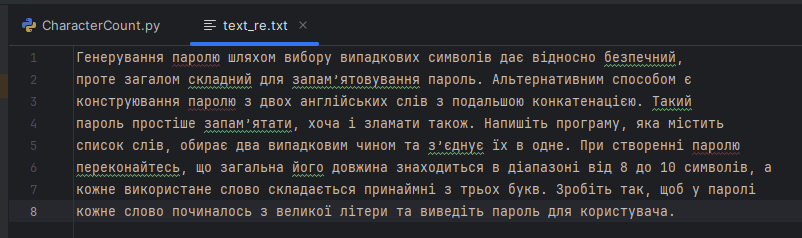 CharacterCount.py text_re.txt ×
1 Генерування паролю шляхом вибору випадкових символів дає відносно безпечний,
2 проте загалом складний для запам’ятовування пароль. Альтернативним способом є
3 конструювання паролю з двох англійських слів з подальшою конкатенацією. Такий
4 пароль простіше запам’ятати, хоча і зламати також. Напишіть програму, яка містить
5 список слів, обирає два випадковим чином та з’єднує їх в одне. При створенні паролю
6 переконайтесь, що загальна його довжина знаходиться в діапазоні від 8 до 10 символів, а
7 кожне використане слово складається принаймні з трьох букв. Зробіть так, щоб у паролі
8 кожне слово починалось з великої літери та виведіть пароль для користувача.